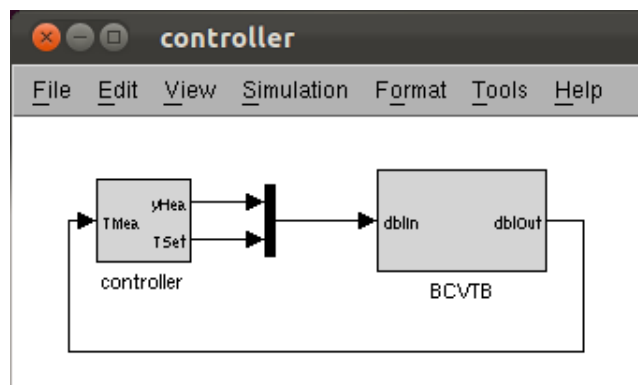 controller
File Edit View Simulation Format Tools Help
yHea
TMea
TSet
dblIn dblOut
controller
BCVTB